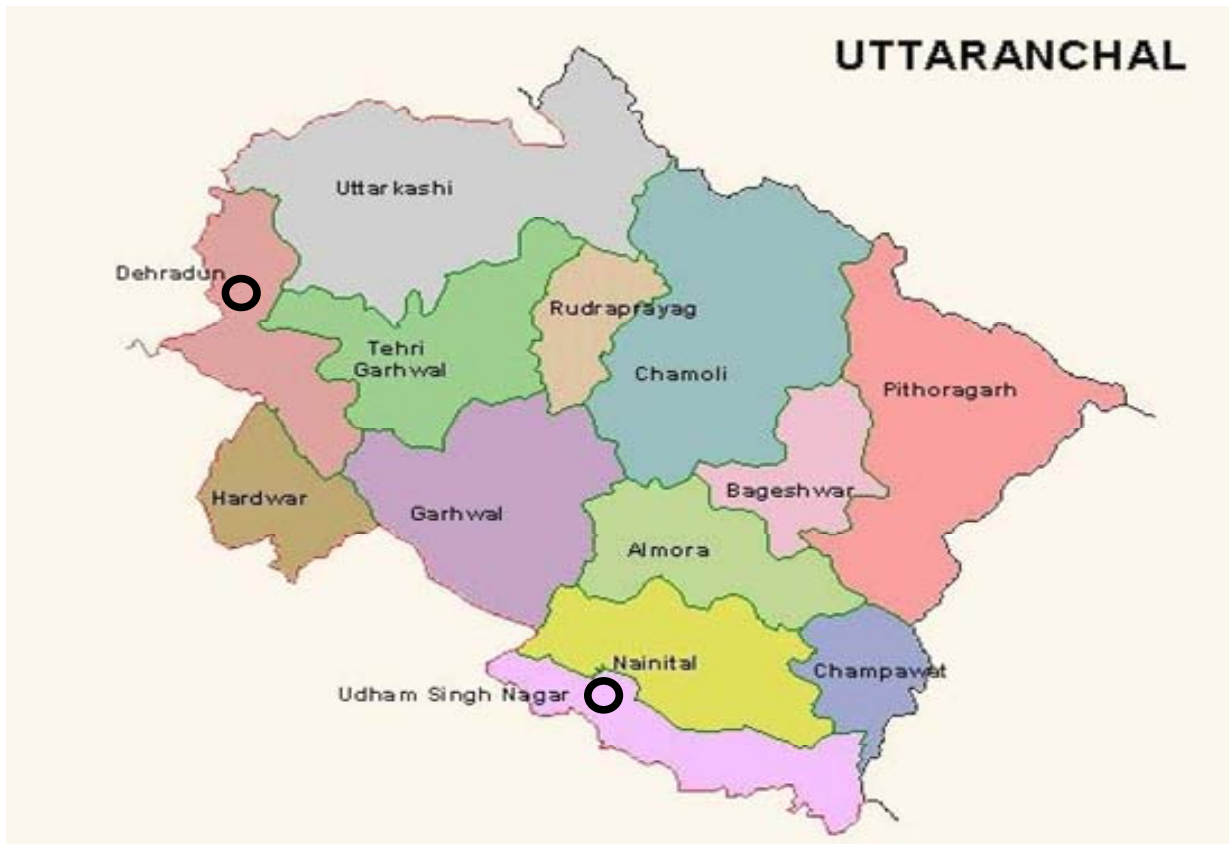 UTTARANCHAL
Uttarkashi
Dehradun
Rudraprayag
Tehri
Garhwal
Chamoli
Pithoragarh
Hardwar
Garhwal
Bageshwar
Almora
Nainital
Champawat
Udham Singh Nagar